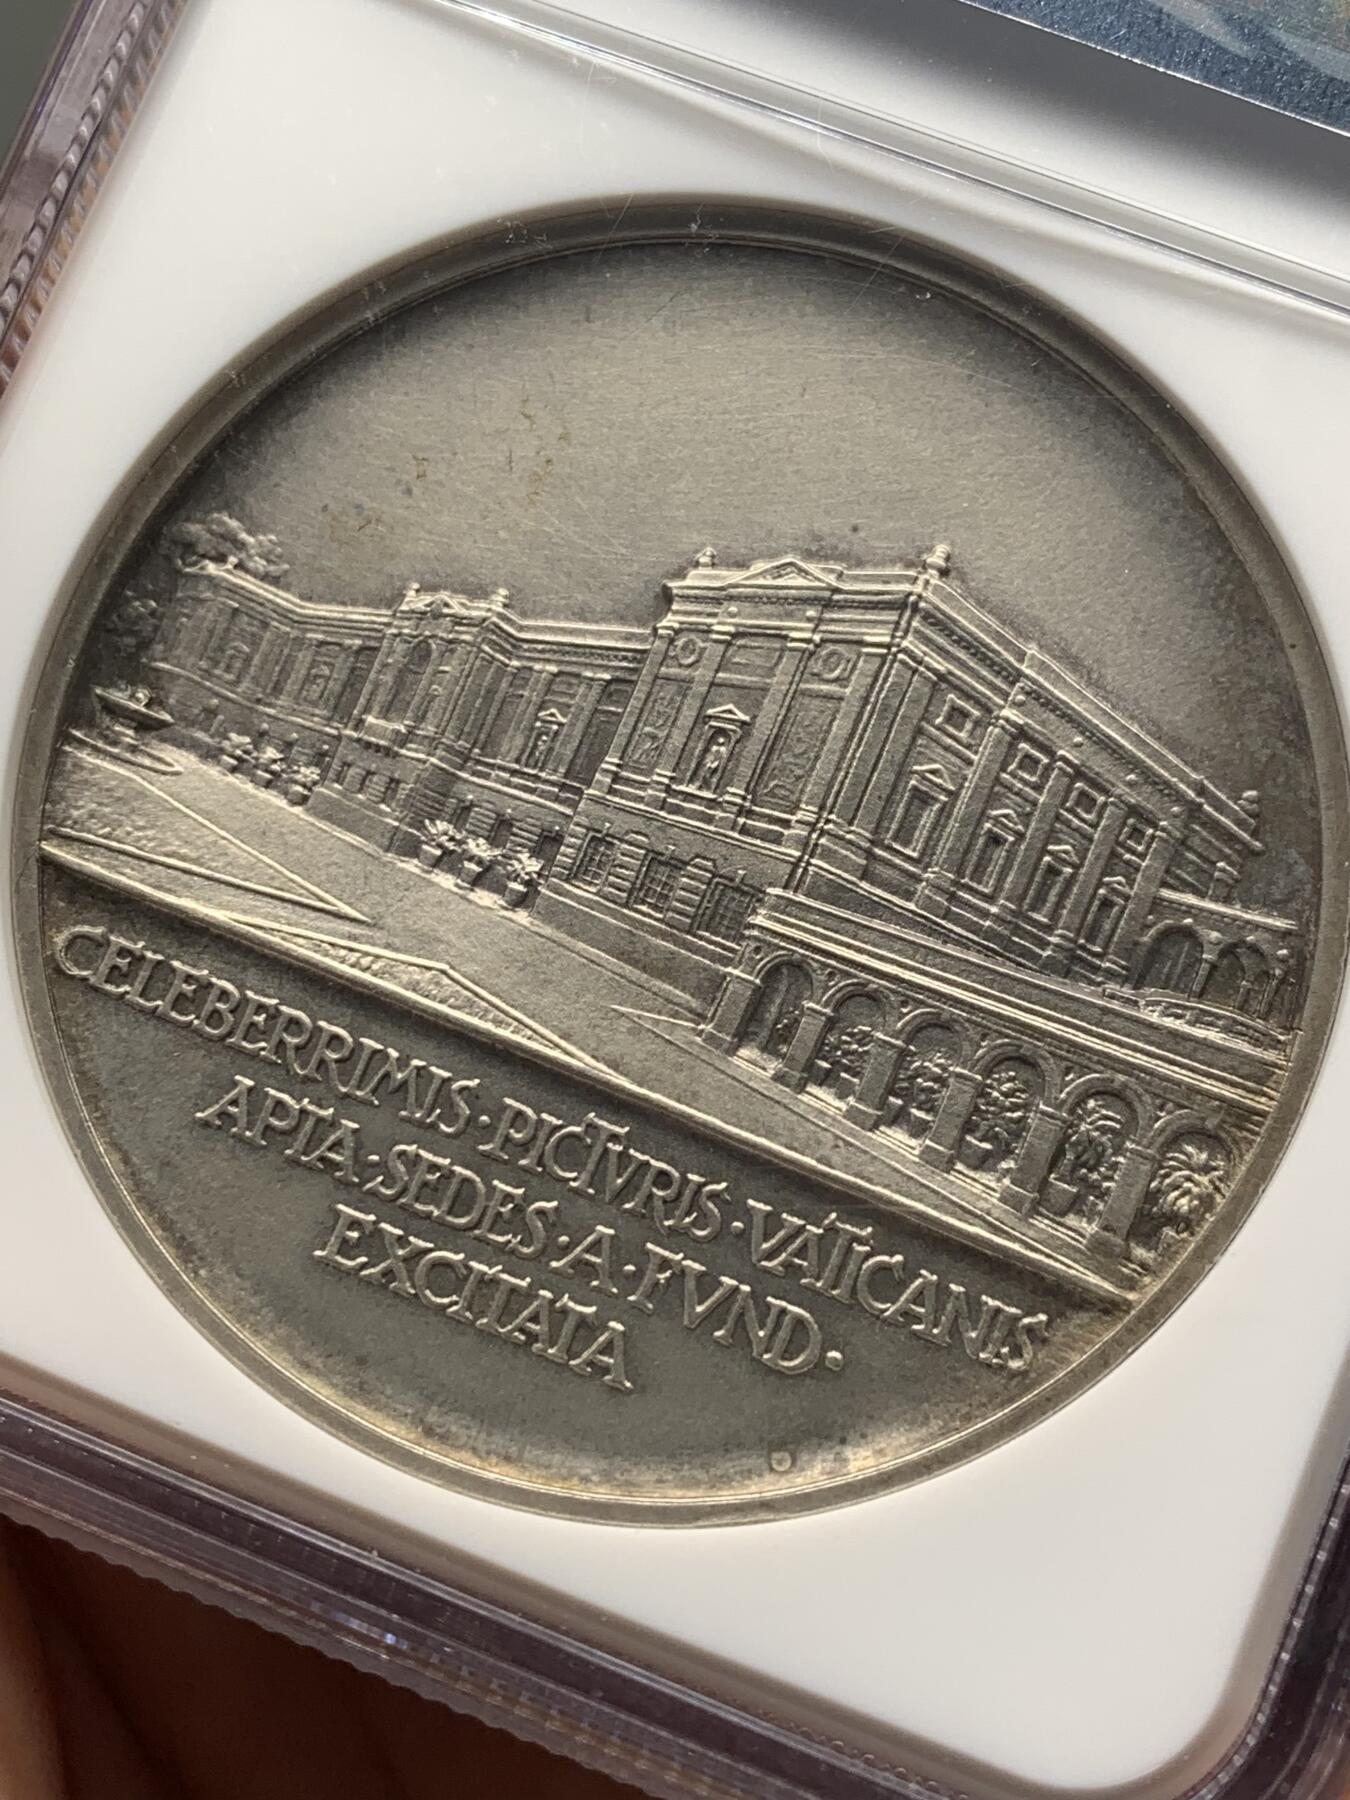 CELEBERRIMIS·PICTVRIS·VATICANIS
APTA·SEDES·A·FVND·
EXCITATA